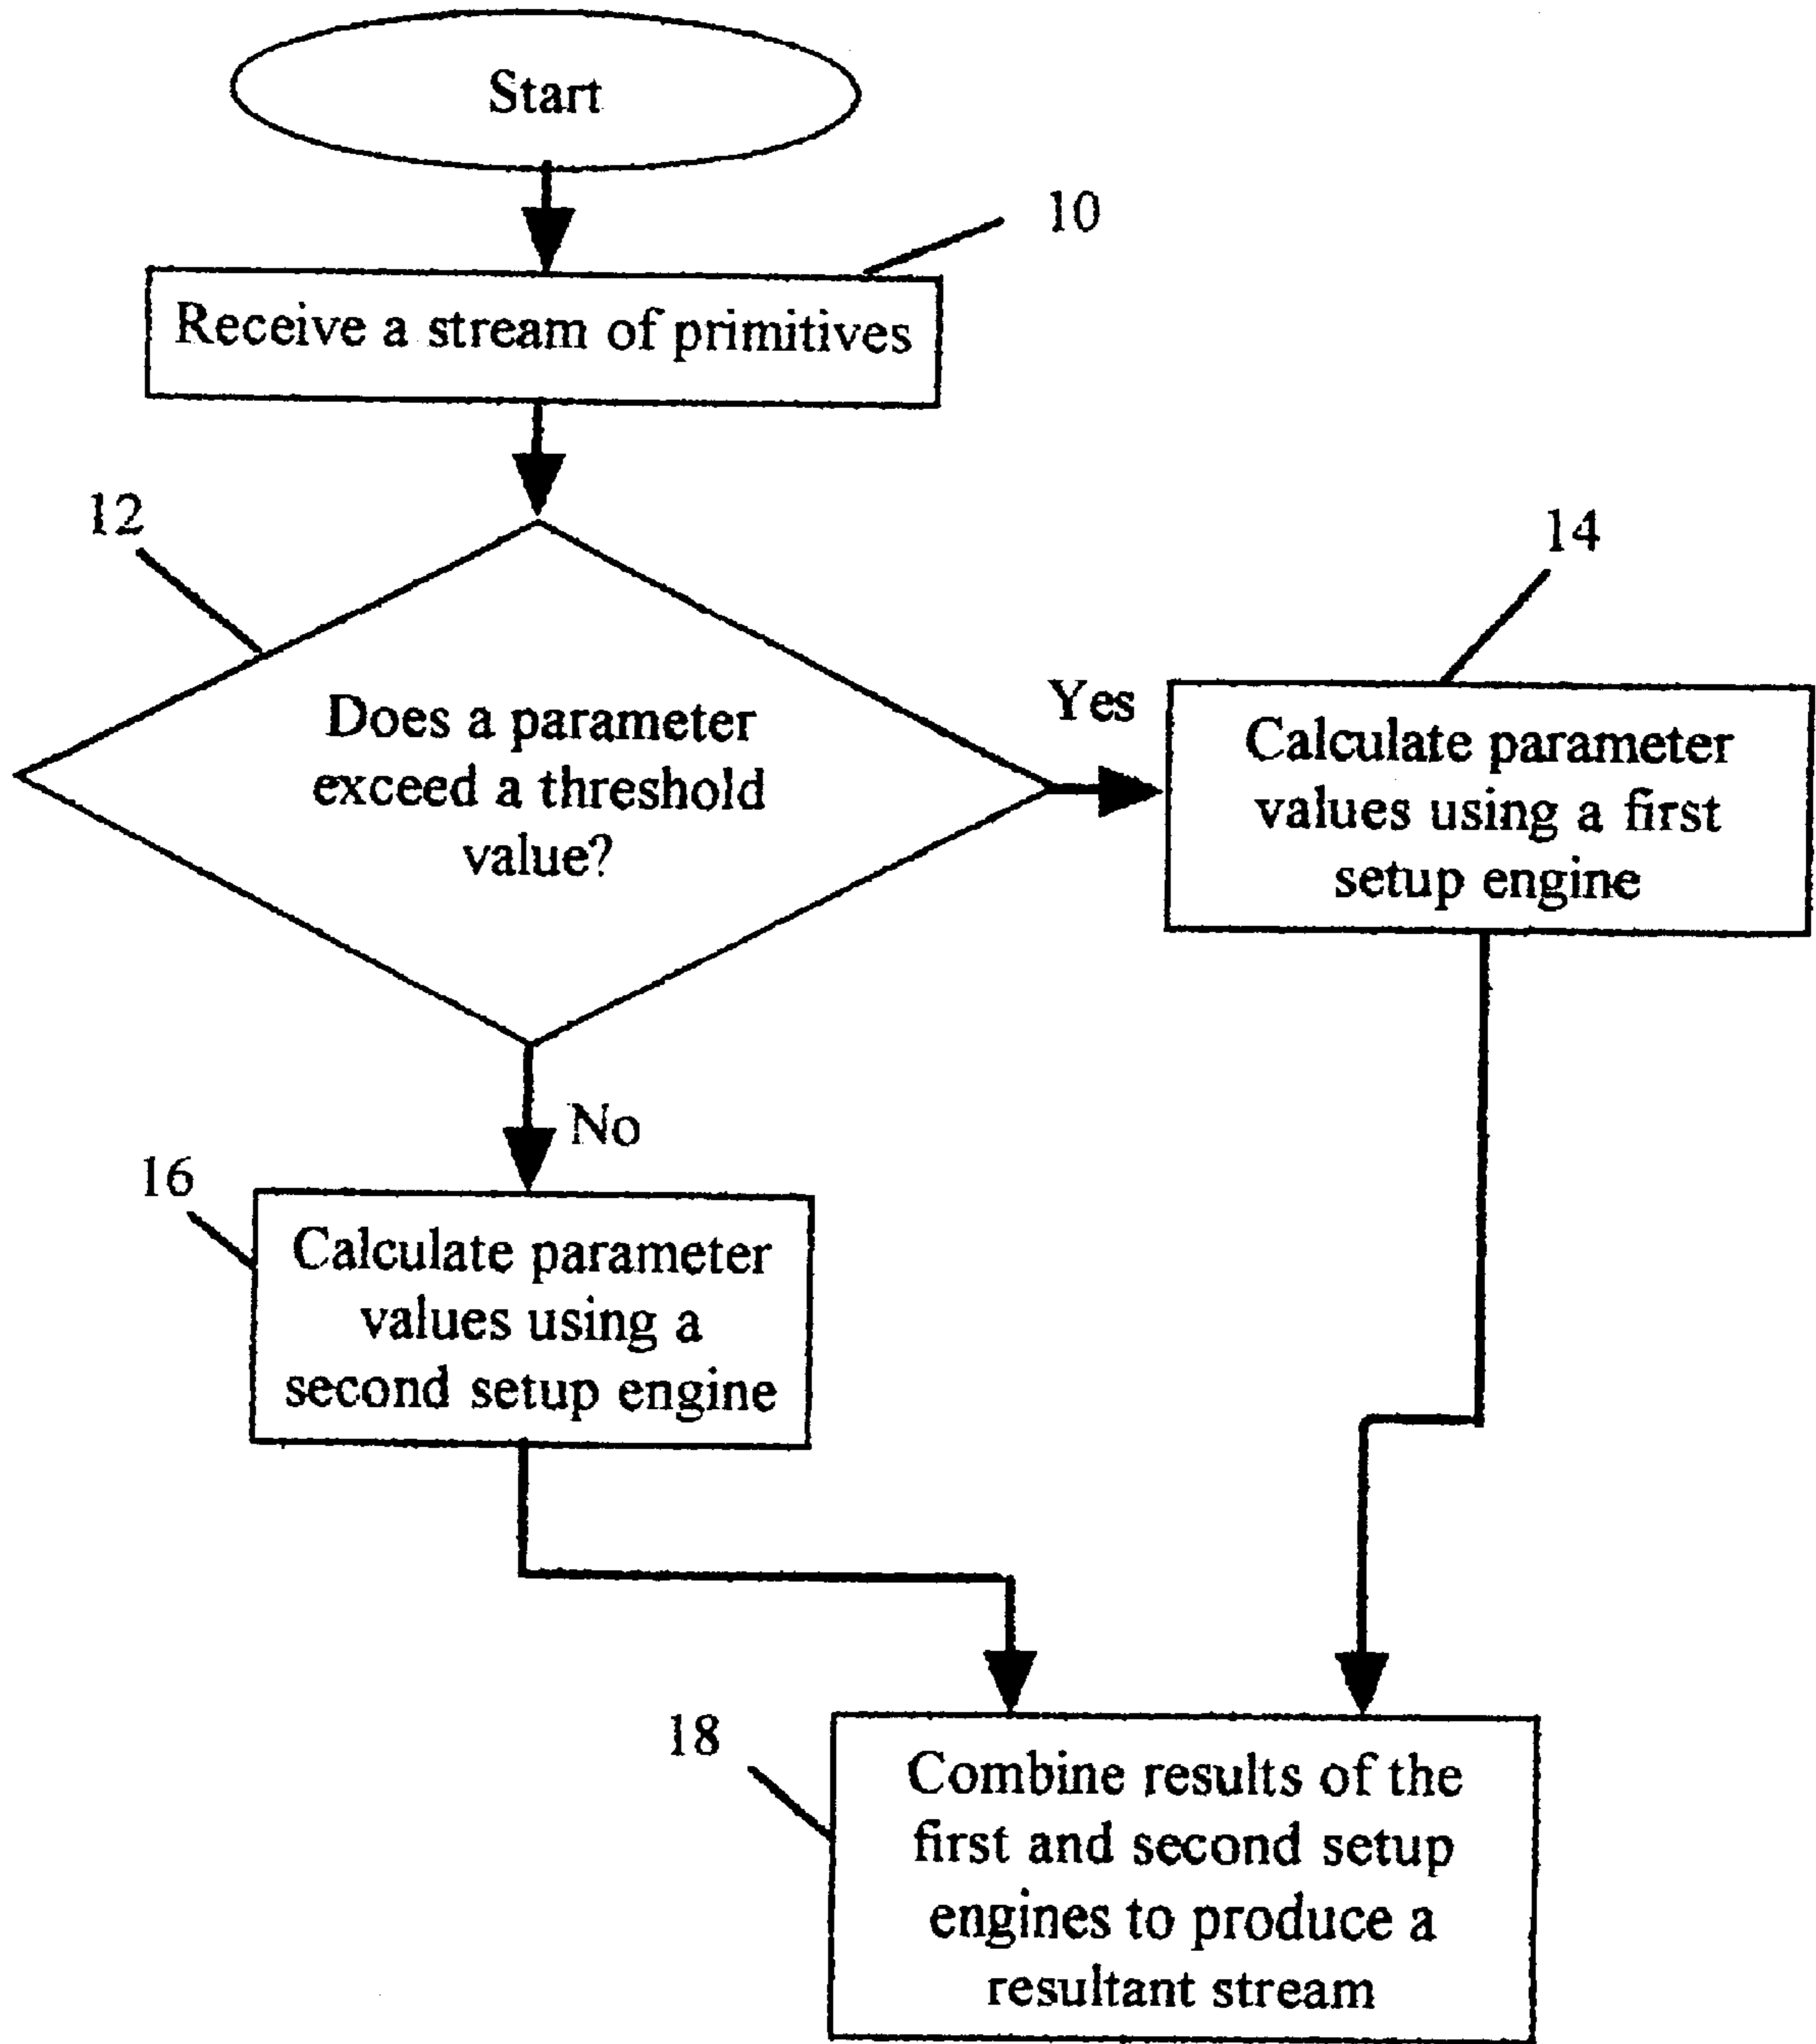 Start
10
Receive a stream of primitives
12
Does a parameter
exceed a threshold
value?
Yes
14
Calculate parameter
values using a first
setup engine
No
16
Calculate parameter
values using a
second setup engine
18
Combine results of the
first and second setup
engines to produce a
resultant stream